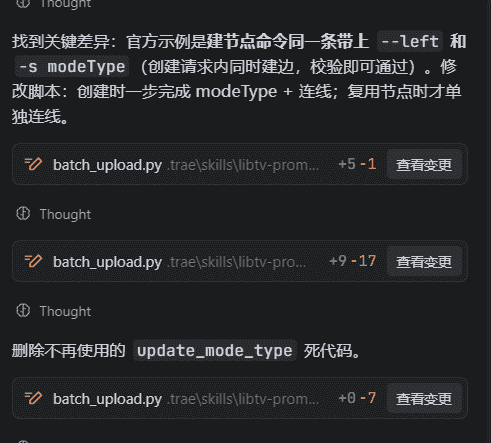 Thought
找到关键差异：官方示例是建节点命令同一条带上 --left 和
-s modeType（创建请求内同时建边，校验即可通过）。修
改脚本：创建时一步完成 modeType + 连线；复用节点时才单
独连线。
batch_upload.py .trae\skills\libtv-prom... +5 -1 查看变更
Thought
batch_upload.py .trae\skills\libtv-pro... +9 -17 查看变更
Thought
删除不再使用的 update_mode_type 死代码。
batch_upload.py .trae\skills\libtv-prom... +0 -7 查看变更